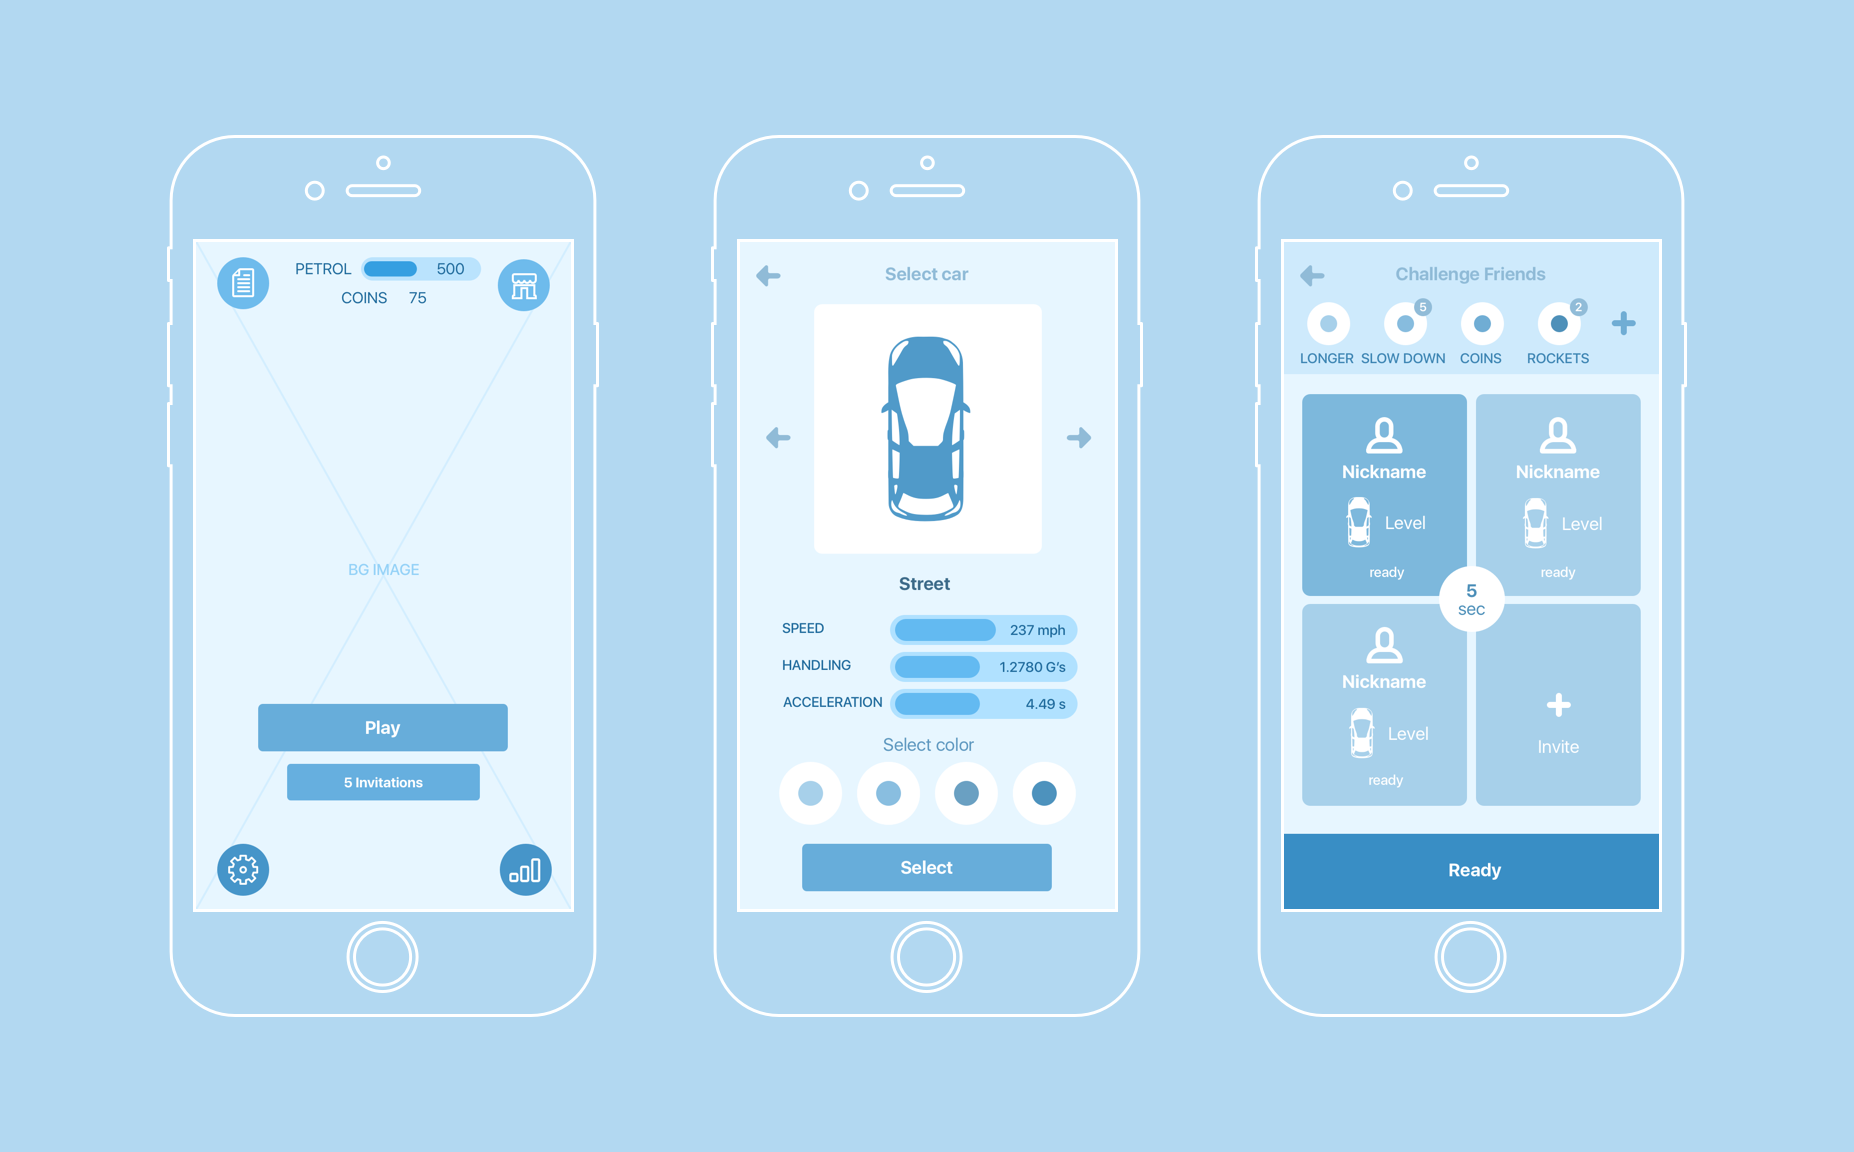 PETROL 500
COINS 75
BG IMAGE
Play
5 Invitations
Select car
Street
SPEED 237 mph
HANDLING 1.2780 G's
ACCELERATION 4.49 s
Select color
Select
Challenge Friends
5 2
LONGER SLOW DOWN COINS ROCKETS
Nickname
Level
ready
Nickname
Level
ready
5
sec
Nickname
Level
ready
Invite
Ready